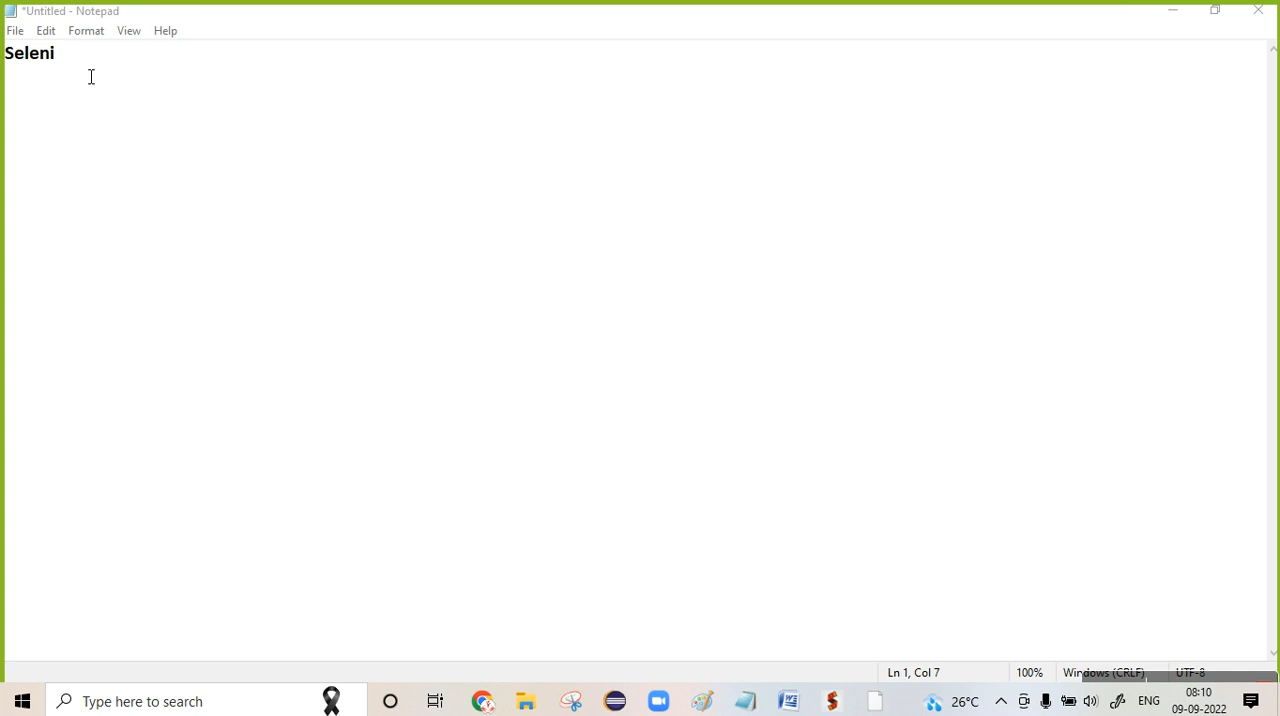 *Untitled - Notepad
File Edit Format View Help
Seleni
Ln 1, Col 7 100% Windows (CRLF) UTF-8
Type here to search 26°C ENG 08:10
09-09-2022